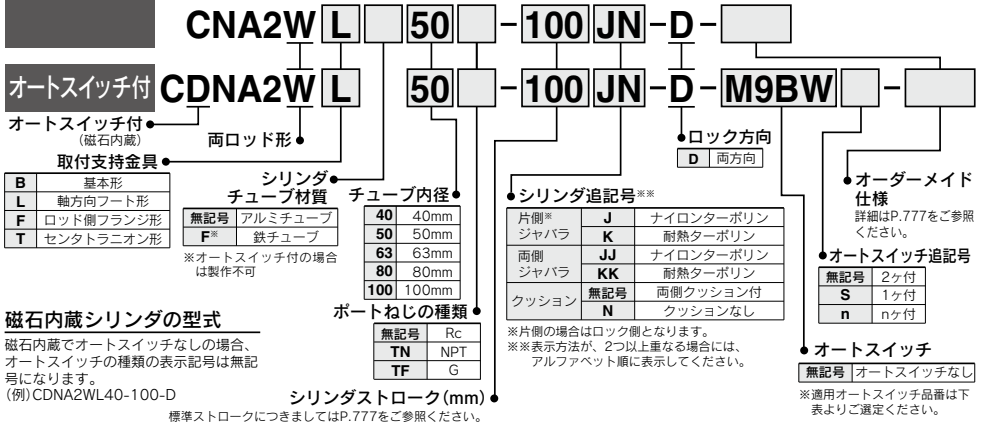 CNA2W L 50 - 100 JN - D -
オートスイッチ付 CDNA2W L 50 - 100 JN - D - M9BW -
オートスイッチ付
(磁石内蔵)
両ロッド形
取付支持金具
B 基本形
L 軸方向フート形
F ロッド側フランジ形
T センタトラニオン形
シリンダ
チューブ材質
無記号 アルミチューブ
F※ 鉄チューブ
※オートスイッチ付の場合
は製作不可
チューブ内径
40 40mm
50 50mm
63 63mm
80 80mm
100 100mm
ポートねじの種類
無記号 Rc
TN NPT
TF G
シリンダストローク(mm)
標準ストロークにつきましてはP.777をご参照ください。
シリンダ追記号※※
片側※
ジャバラ
J ナイロンターポリン
K 耐熱ターポリン
両側
ジャバラ
JJ ナイロンターポリン
KK 耐熱ターポリン
クッション
無記号 両側クッション付
N クッションなし
※片側の場合はロック側となります。
※※表示方法が、2つ以上重なる場合には、
アルファベット順に表示してください。
ロック方向
D 両方向
オーダーメイド
仕様
詳細はP.777をご参照
ください。
オートスイッチ追記号
無記号 2ヶ付
S 1ヶ付
n nヶ付
オートスイッチ
無記号 オートスイッチなし
※適用オートスイッチ品番は下
表よりご選定ください。
磁石内蔵シリンダの型式
磁石内蔵でオートスイッチなしの場合、
オートスイッチの種類の表示記号は無記
号になります。
(例)CDNA2WL40-100-D